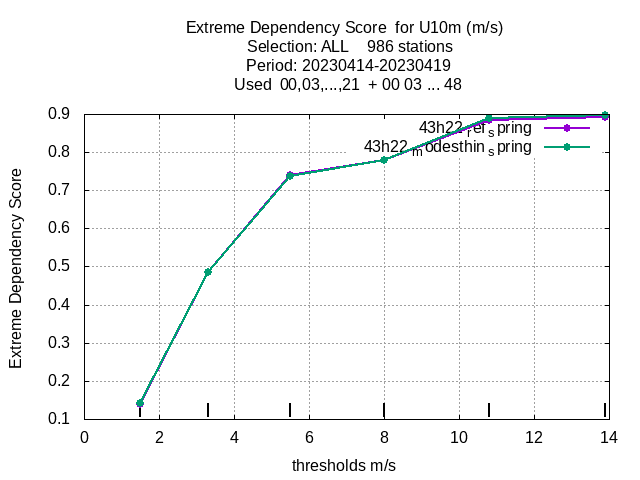 Extreme Dependency Score  for U10m (m/s)
Selection: ALL    986 stations
Period: 20230414-20230419
Used  00,03,...,21  + 00 03 ... 48
Extreme Dependency Score
0.9
0.8
0.7
0.6
0.5
0.4
0.3
0.2
0.1
43h22refspring
43h22modesthinspring
0 2 4 6 8 10 12 14
thresholds m/s